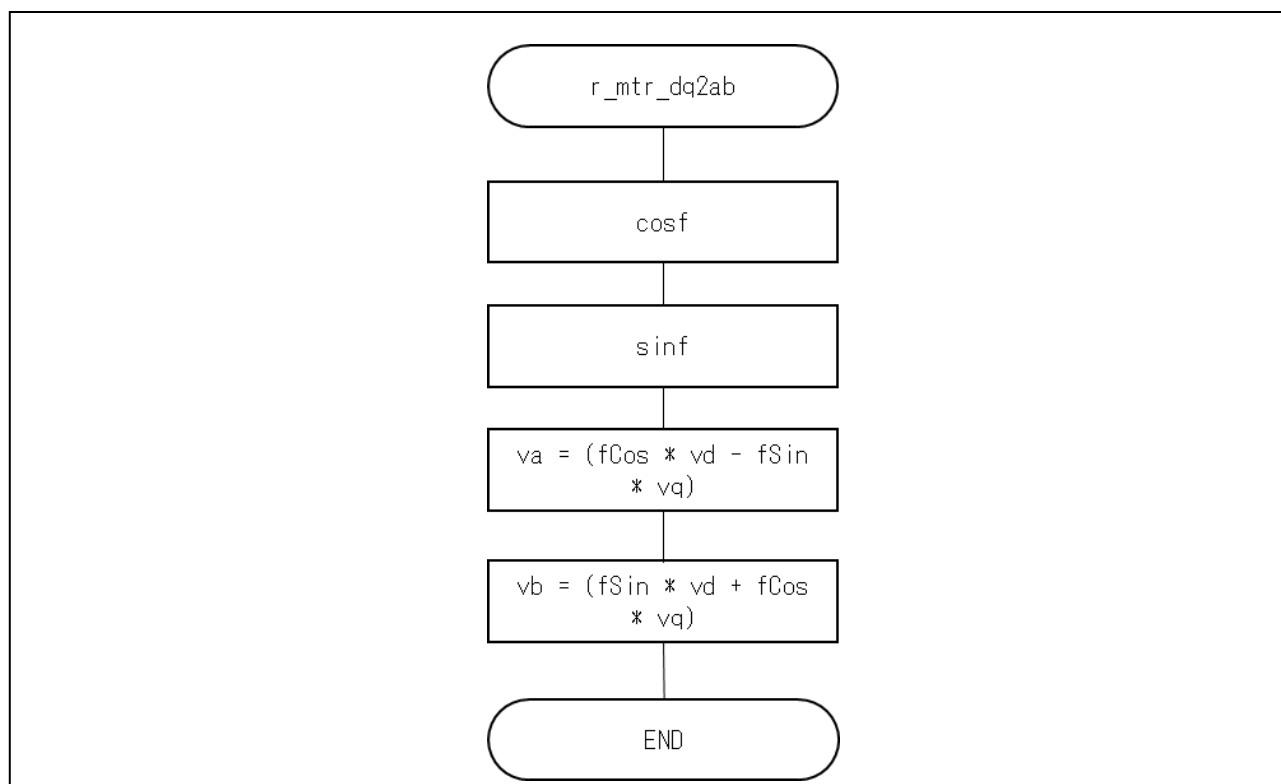 r_mtr_dq2ab
cosf
sinf
va = (fCos * vd - fSin
* vq)
vb = (fSin * vd + fCos
* vq)
END